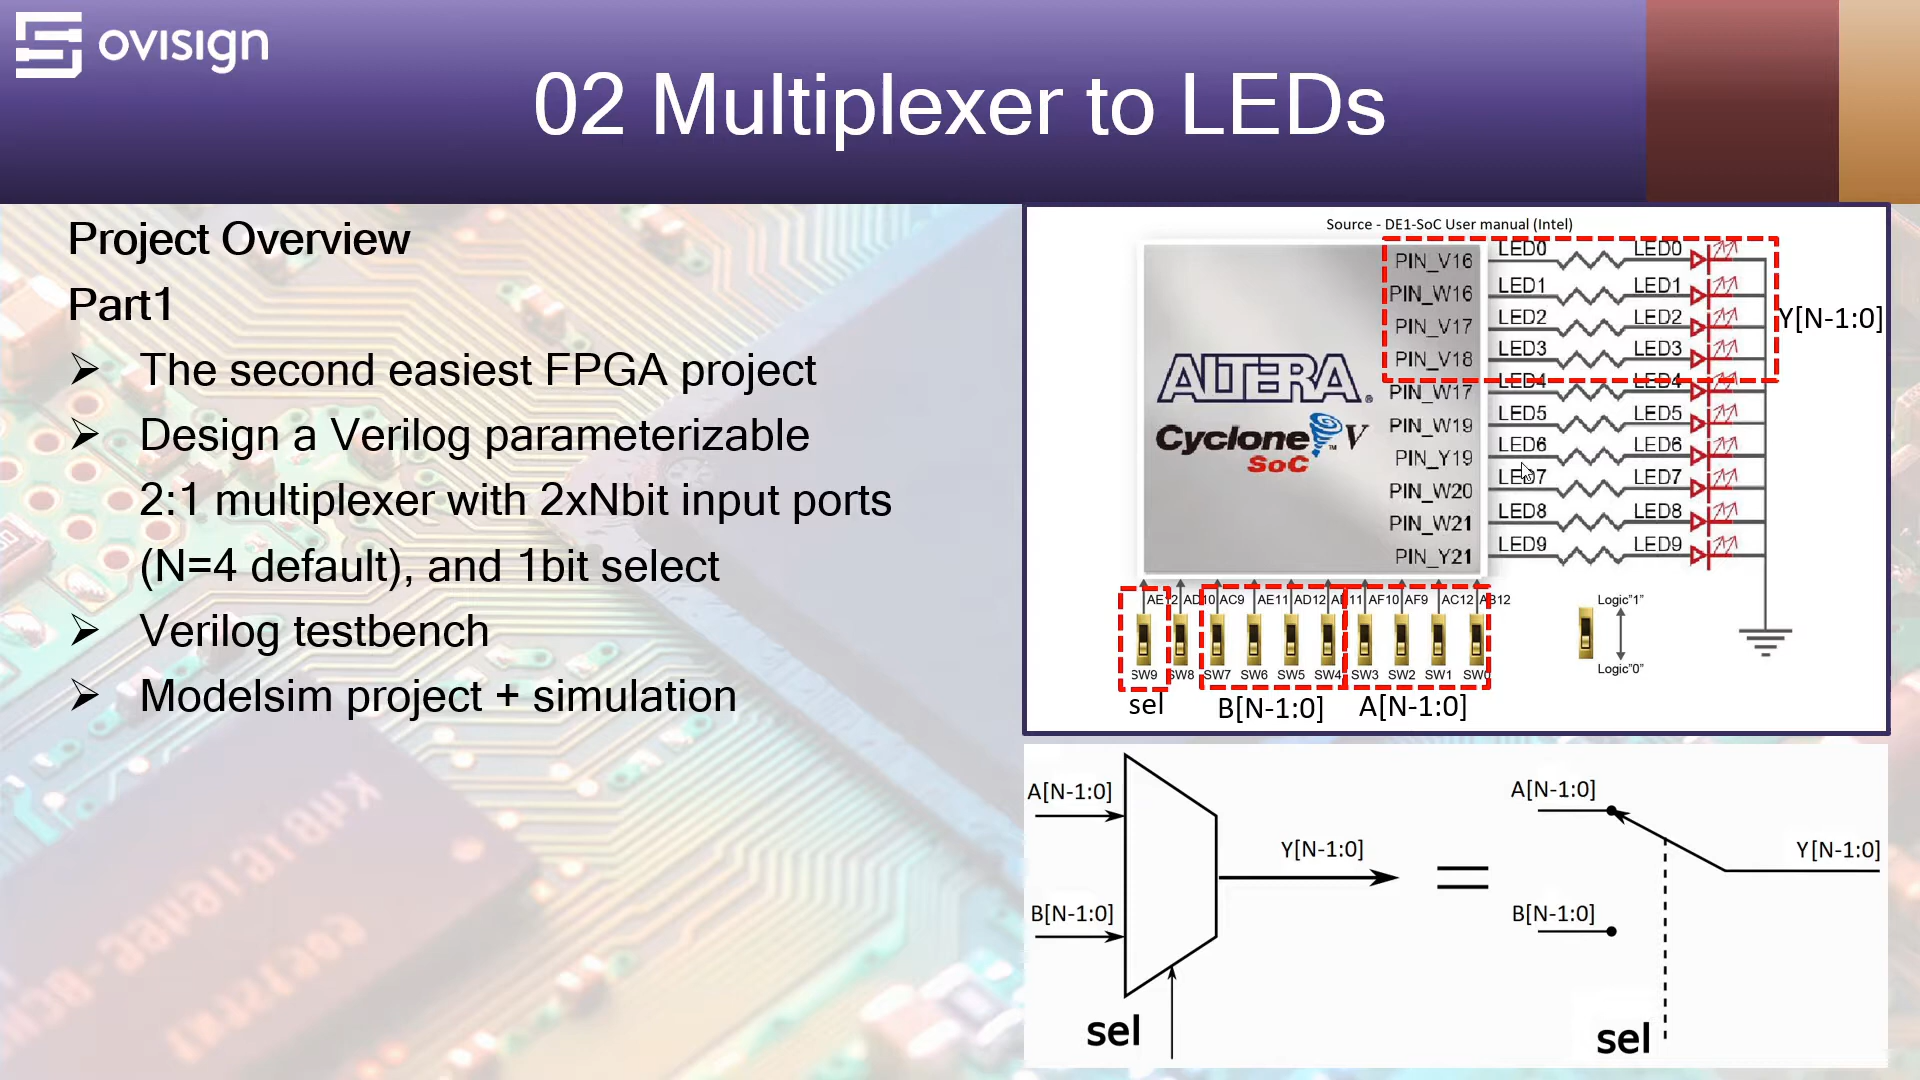 ovisign
02 Multiplexer to LEDs
Project Overview
Part1
The second easiest FPGA project
Design a Verilog parameterizable
2:1 multiplexer with 2xNbit input ports
(N=4 default), and 1bit select
Verilog testbench
Modelsim project + simulation
Source - DE1-SoC User manual (Intel)
PIN_V16 LED0 LED0
PIN_W16 LED1 LED1
PIN_V17 LED2 LED2
PIN_V18 LED3 LED3
PIN_W17 LED4 LED4
PIN_W19 LED5 LED5
PIN_Y19 LED6 LED6
PIN_W20 LED7 LED7
PIN_W21 LED8 LED8
PIN_Y21 LED9 LED9
Y[N-1:0]
ALTERA®
Cyclone V
SoC
AE12 AD10 AC9 AE11 AD12 AD11 AF10 AF9 AC12 AB12
SW9 SW8 SW7 SW6 SW5 SW4 SW3 SW2 SW1 SW0
Logic"1"
Logic"0"
sel B[N-1:0] A[N-1:0]
A[N-1:0]
B[N-1:0]
Y[N-1:0]
sel
=
A[N-1:0]
B[N-1:0]
Y[N-1:0]
sel